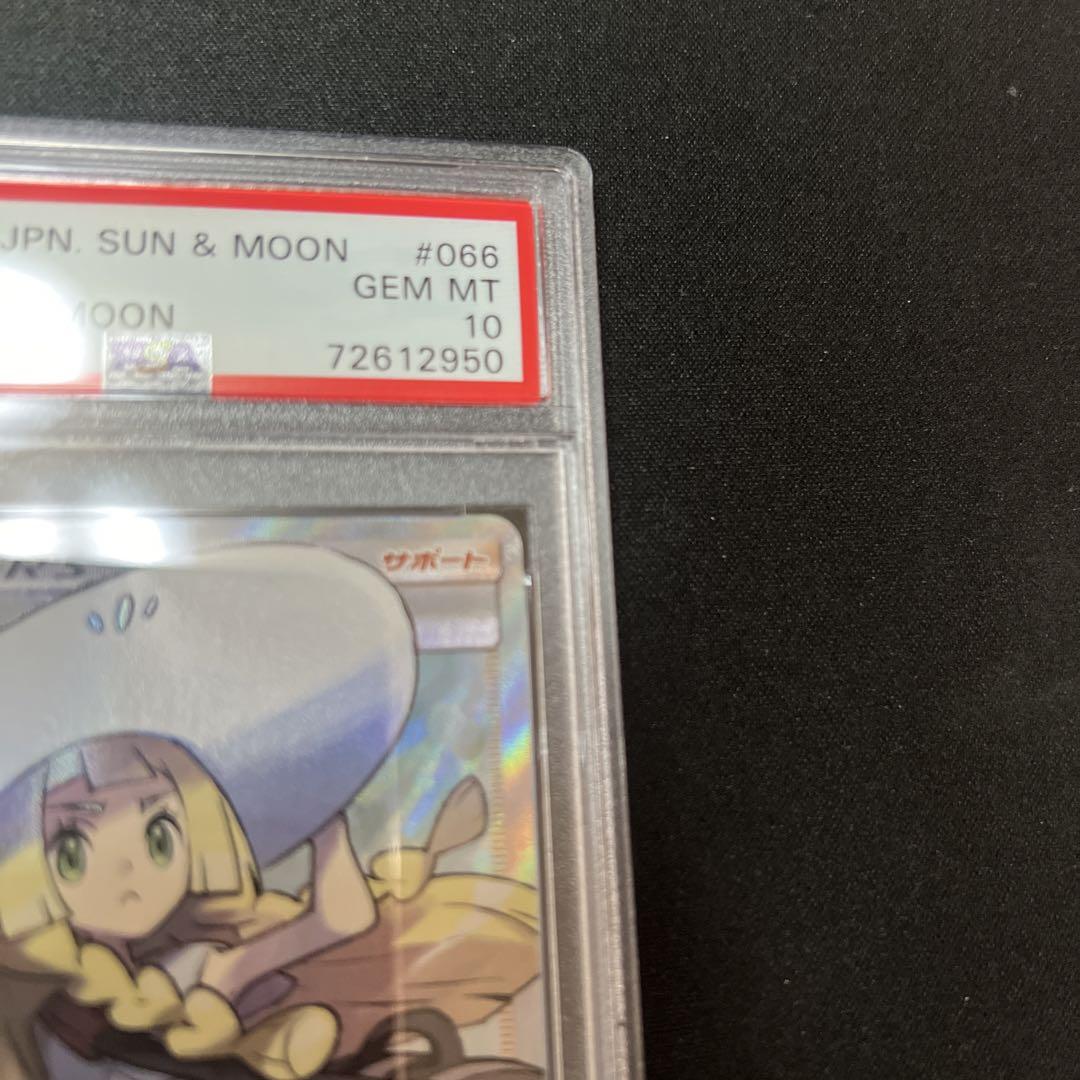 JPN. SUN & MOON #066
GEM MT
MOON 10
PSA 72612950
サポート